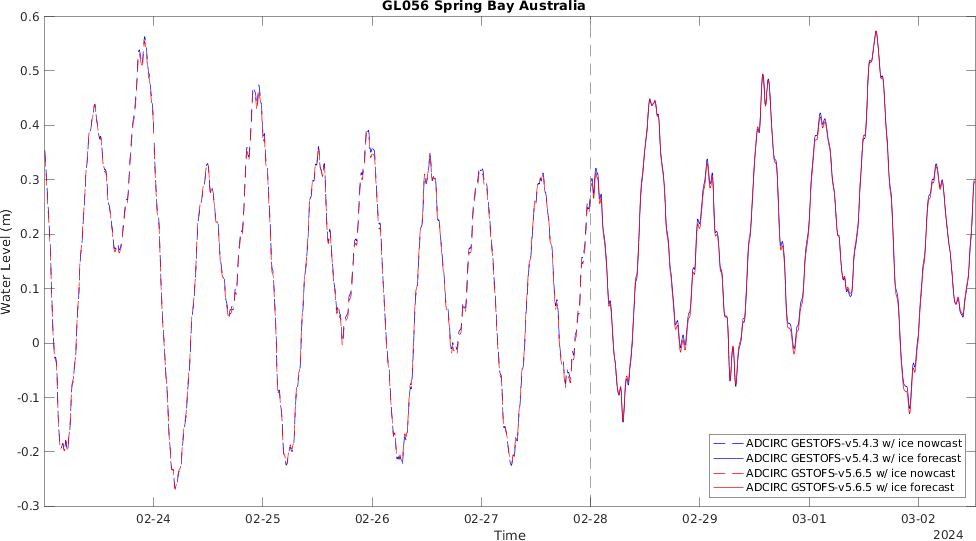 GL056 Spring Bay Australia
0.6
0.5
0.4
0.3
0.2
0.1
0
-0.1
-0.2
-0.3
Water Level (m)
ADCIRC GESTOFS-v5.4.3 w/ ice nowcast
ADCIRC GESTOFS-v5.4.3 w/ ice forecast
ADCIRC GSTOFS-v5.6.5 w/ ice nowcast
ADCIRC GSTOFS-v5.6.5 w/ ice forecast
02-24 02-25 02-26 02-27 02-28 02-29 03-01 03-02
Time
2024